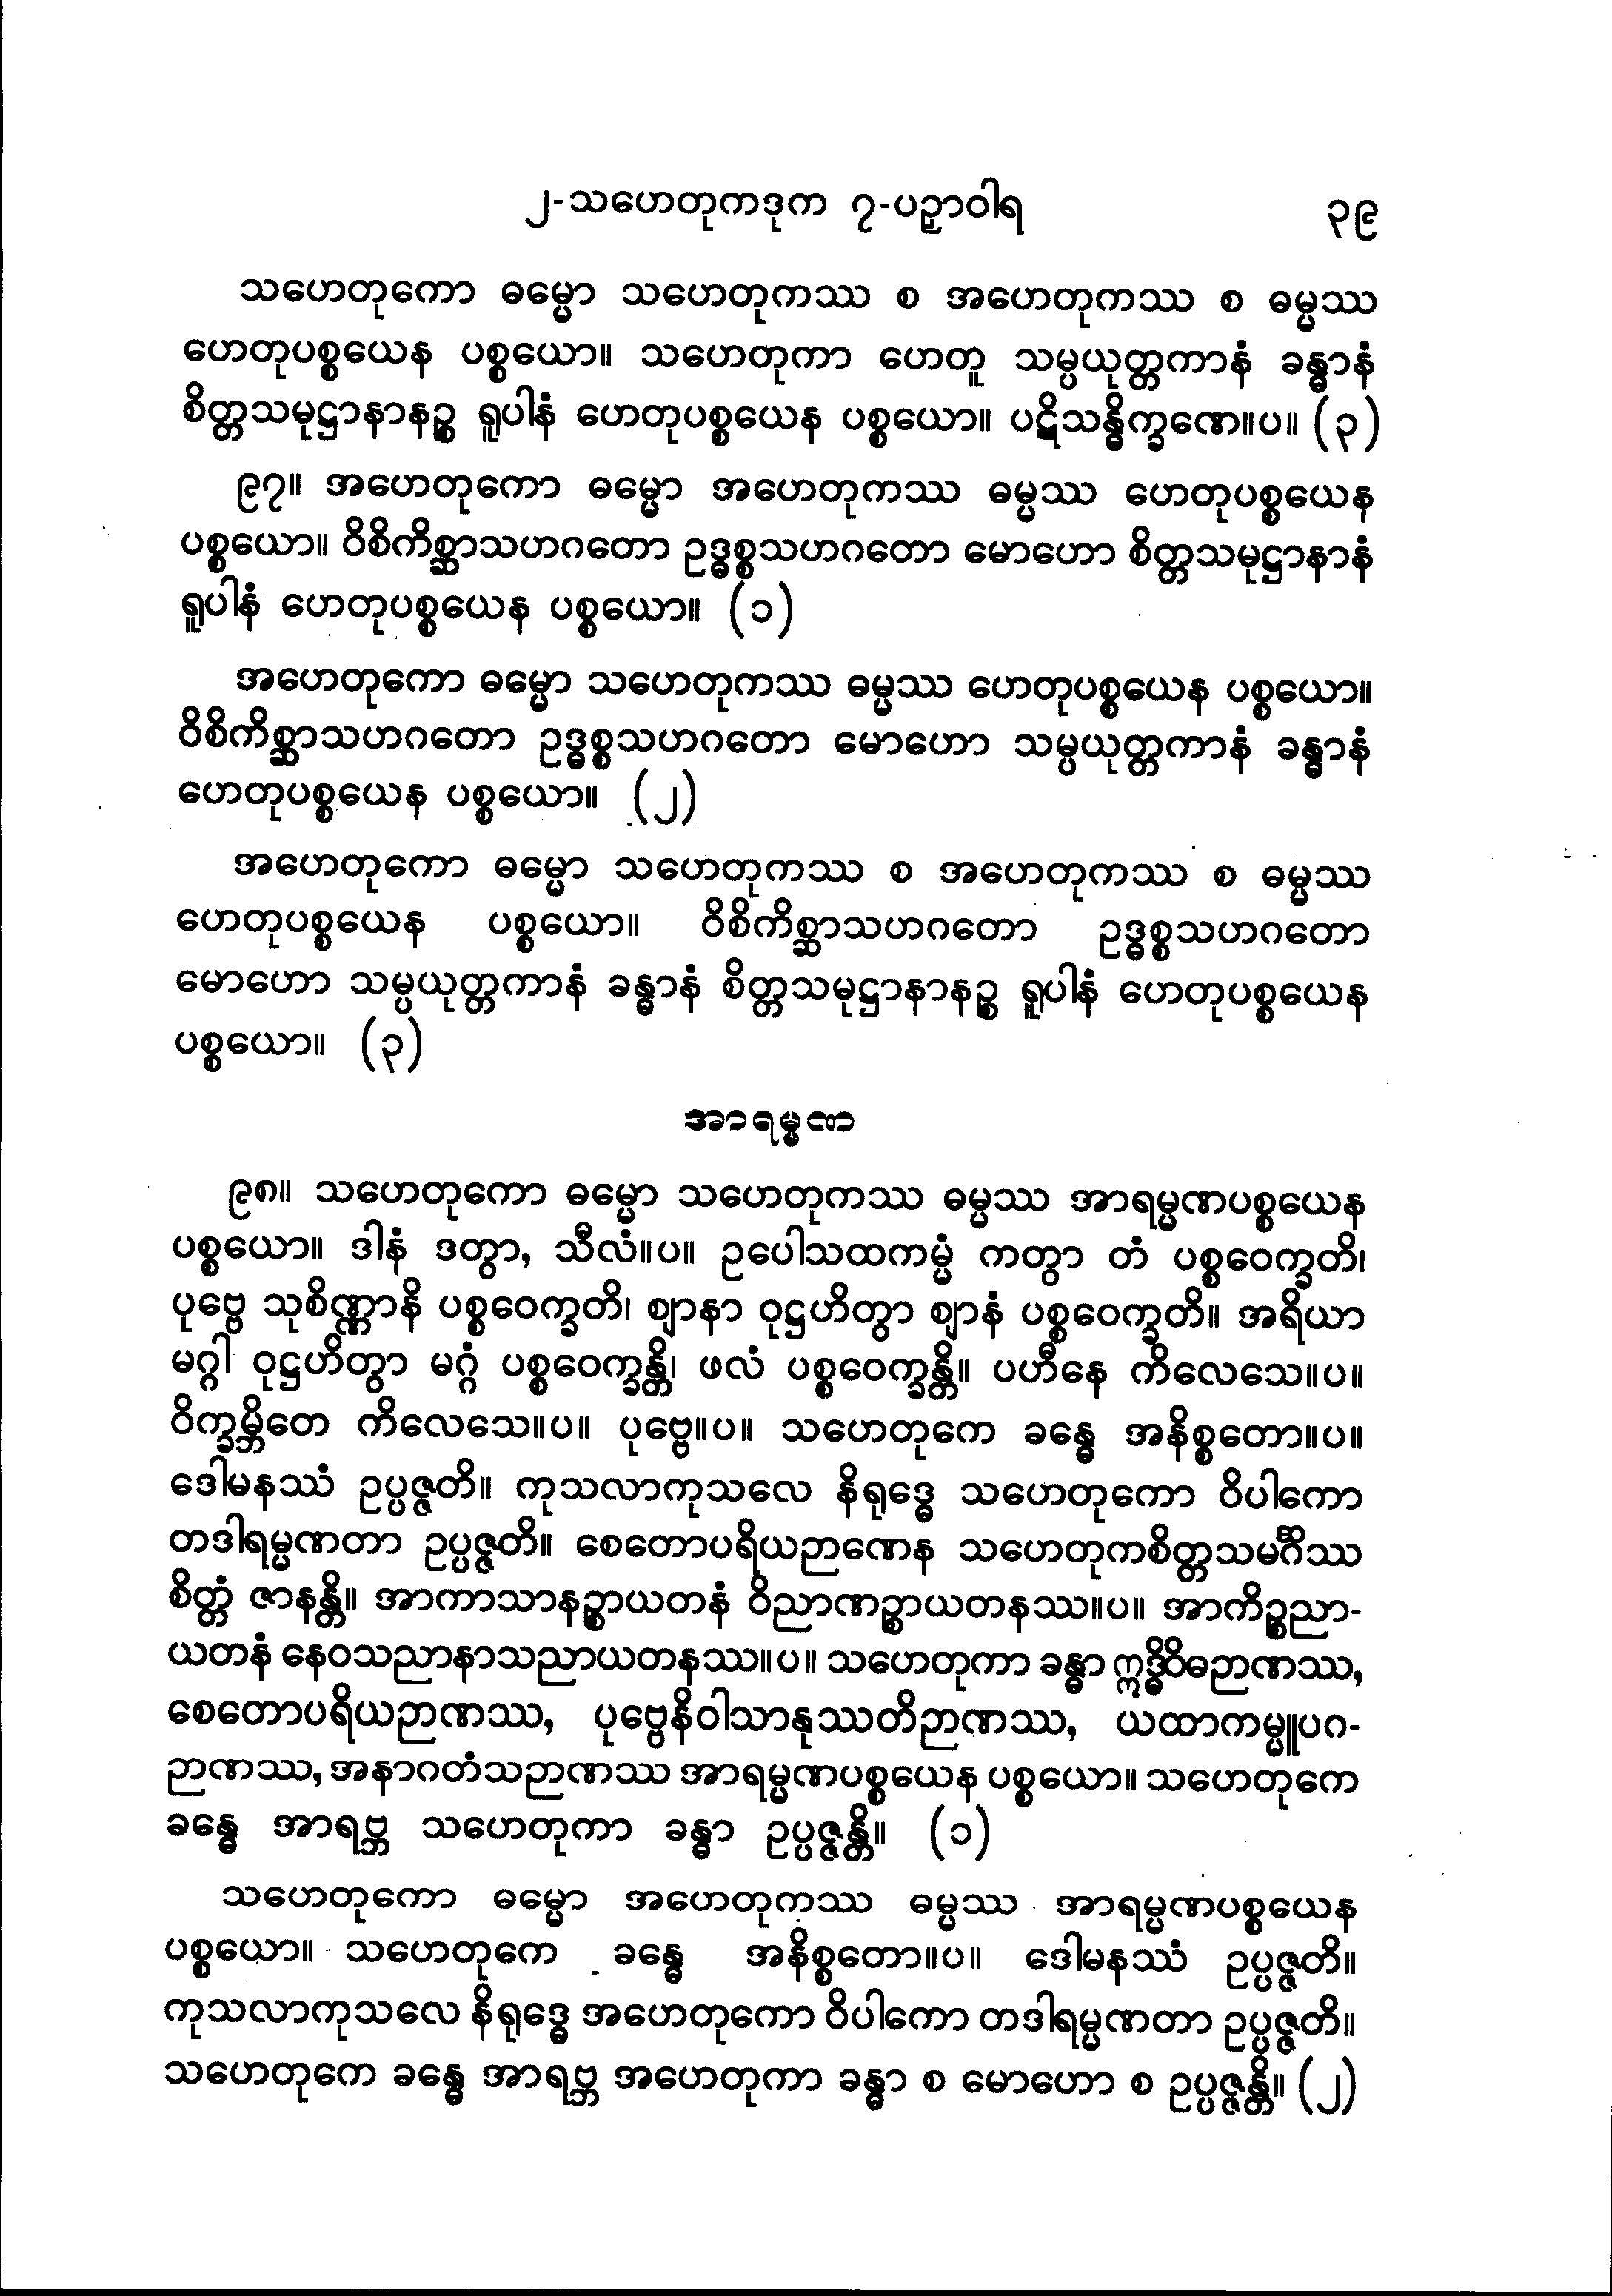 ၂-သဟေတုကဒုက ၇-ပဉှာဝါရ ၃၉
သဟေတုကော ဓမ္မော သဟေတုကဿ စ အဟေတုကဿ စ ဓမ္မဿ
ဟေတုပစ္စယေန ပစ္စယော။ သဟေတုကာ ဟေတူ သမ္ပယုတ္တကာနံ ခန္ဓာနံ
စိတ္တသမုဋ္ဌာနာနဉ္စ ရူပါနံ ဟေတုပစ္စယေန ပစ္စယော။ ပဋိသန္ဓိက္ခဏေ။ပ။ (၃)
၉၇။ အဟေတုကော ဓမ္မော အဟေတုကဿ ဓမ္မဿ ဟေတုပစ္စယေန
ပစ္စယော။ ဝိစိကိစ္ဆာသဟဂတော ဥဒ္ဓစ္စသဟဂတော မောဟော စိတ္တသမုဋ္ဌာနာနံ
ရူပါနံ ဟေတုပစ္စယေန ပစ္စယော။ (၁)
အဟေတုကော ဓမ္မော သဟေတုကဿ ဓမ္မဿ ဟေတုပစ္စယေန ပစ္စယော။
ဝိစိကိစ္ဆာသဟဂတော ဥဒ္ဓစ္စသဟဂတော မောဟော သမ္ပယုတ္တကာနံ ခန္ဓာနံ
ဟေတုပစ္စယေန ပစ္စယော။ (၂)
အဟေတုကော ဓမ္မော သဟေတုကဿ စ အဟေတုကဿ စ ဓမ္မဿ
ဟေတုပစ္စယေန ပစ္စယော။ ဝိစိကိစ္ဆာသဟဂတော ဥဒ္ဓစ္စသဟဂတော
မောဟော သမ္ပယုတ္တကာနံ ခန္ဓာနံ စိတ္တသမုဋ္ဌာနာနဉ္စ ရူပါနံ ဟေတုပစ္စယေန
ပစ္စယော။ (၃)
အာရမ္မဏ
၉၈။ သဟေတုကော ဓမ္မော သဟေတုကဿ ဓမ္မဿ အာရမ္မဏပစ္စယေန
ပစ္စယော။ ဒါနံ ဒတွာ, သီလံ။ပ။ ဥပေါသထကမ္မံ ကတွာ တံ ပစ္စဝေက္ခတိ၊
ပုဗ္ဗေ သုစိဏ္ဏာနိ ပစ္စဝေက္ခတိ၊ ဈာနာ ဝုဋ္ဌဟိတွာ ဈာနံ ပစ္စဝေက္ခတိ။ အရိယာ
မဂ္ဂါ ဝုဋ္ဌဟိတွာ မဂ္ဂံ ပစ္စဝေက္ခန္တိ၊ ဖလံ ပစ္စဝေက္ခန္တိ။ ပဟီနေ ကိလေသေ။ပ။
ဝိက္ခမ္ဘိတေ ကိလေသေ။ပ။ ပုဗ္ဗေ။ပ။ သဟေတုကေ ခန္ဓေ အနိစ္စတော။ပ။
ဒေါမနဿံ ဥပ္ပဇ္ဇတိ။ ကုသလာကုသလေ နိရုဒ္ဓေ သဟေတုကော ဝိပါကော
တဒါရမ္မဏတာ ဥပ္ပဇ္ဇတိ။ စေတောပရိယဉာဏေန သဟေတုကစိတ္တသမင်္ဂိဿ
စိတ္တံ ဇာနန္တိ။ အာကာသာနဉ္စာယတနံ ဝိညာဏဉ္စာယတနဿ။ပ။ အာကိဉ္စညာ-
ယတနံ နေဝသညာနာသညာယတနဿ။ပ။ သဟေတုကာ ခန္ဓာ ဣဒ္ဓိဝိဓဉာဏဿ,
စေတောပရိယဉာဏဿ, ပုဗ္ဗေနိဝါသာနုဿတိဉာဏဿ, ယထာကမ္မူပဂ-
ဉာဏဿ, အနာဂတံသဉာဏဿ အာရမ္မဏပစ္စယေန ပစ္စယော။ သဟေတုကေ
ခန္ဓေ အာရဗ္ဘ သဟေတုကာ ခန္ဓာ ဥပ္ပဇ္ဇန္တိ။ (၁)
သဟေတုကော ဓမ္မော အဟေတုကဿ ဓမ္မဿ အာရမ္မဏပစ္စယေန
ပစ္စယော။ သဟေတုကေ ခန္ဓေ အနိစ္စတော။ပ။ ဒေါမနဿံ ဥပ္ပဇ္ဇတိ။
ကုသလာကုသလေ နိရုဒ္ဓေ အဟေတုကော ဝိပါကော တဒါရမ္မဏတာ ဥပ္ပဇ္ဇတိ။
သဟေတုကေ ခန္ဓေ အာရဗ္ဘ အဟေတုကာ ခန္ဓာ စ မောဟော စ ဥပ္ပဇ္ဇန္တိ။ (၂)